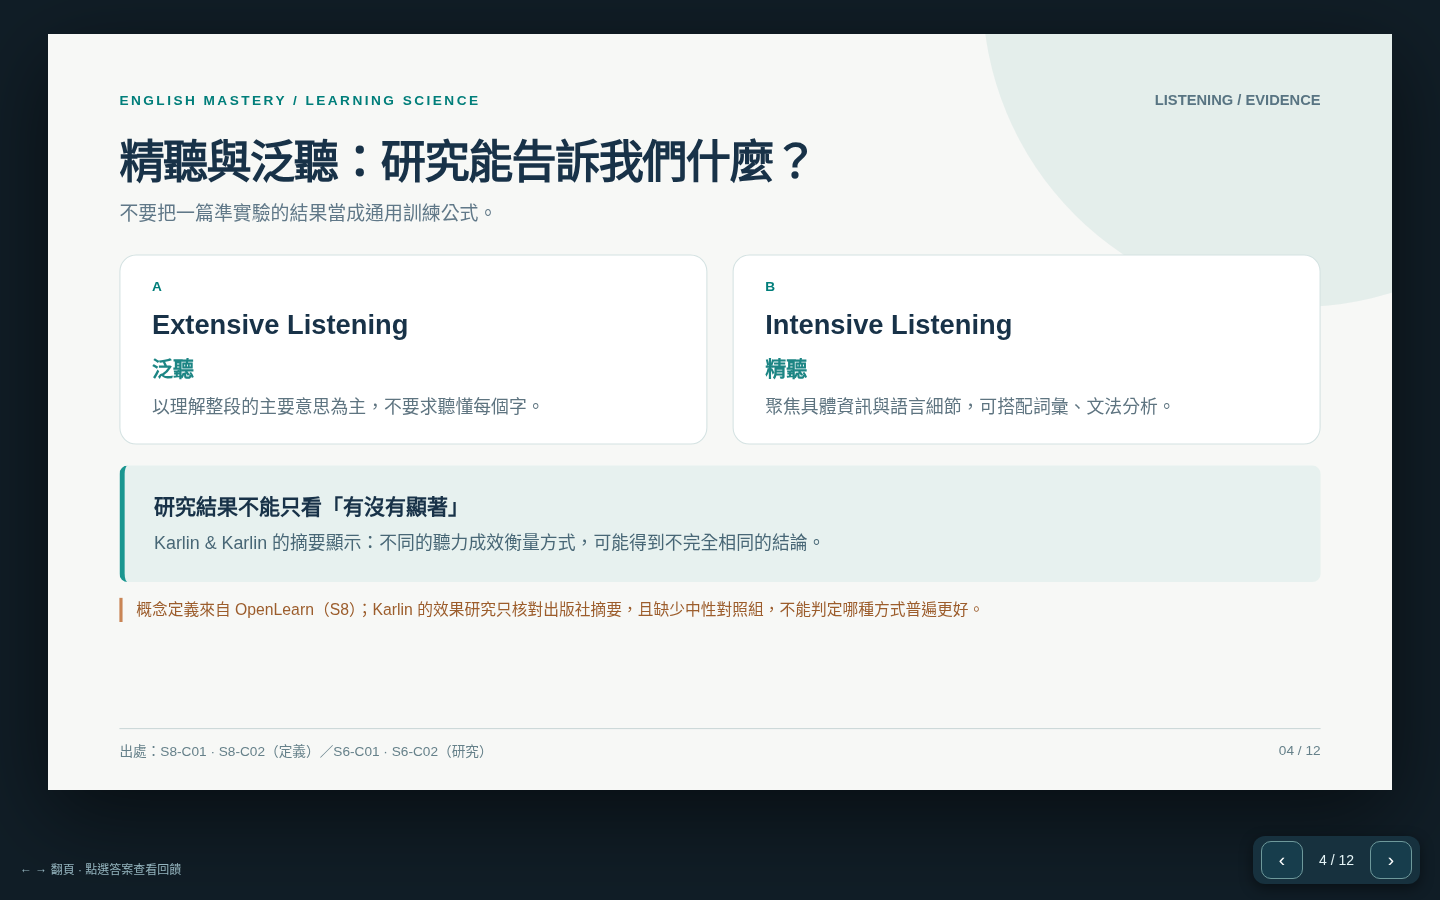 ENGLISH MASTERY / LEARNING SCIENCE
LISTENING / EVIDENCE
精聽與泛聽：研究能告訴我們什麼？
不要把一篇準實驗的結果當成通用訓練公式。
A
Extensive Listening
泛聽
以理解整段的主要意思為主，不要求聽懂每個字。
B
Intensive Listening
精聽
聚焦具體資訊與語言細節，可搭配詞彙、文法分析。
研究結果不能只看「有沒有顯著」
Karlin & Karlin 的摘要顯示：不同的聽力成效衡量方式，可能得到不完全相同的結論。
概念定義來自 OpenLearn（S8）；Karlin 的效果研究只核對出版社摘要，且缺少中性對照組，不能判定哪種方式普遍更好。
出處：S8-C01 · S8-C02（定義）／S6-C01 · S6-C02（研究）
04 / 12
← → 翻頁 · 點選答案查看回饋
‹ 4 / 12 ›